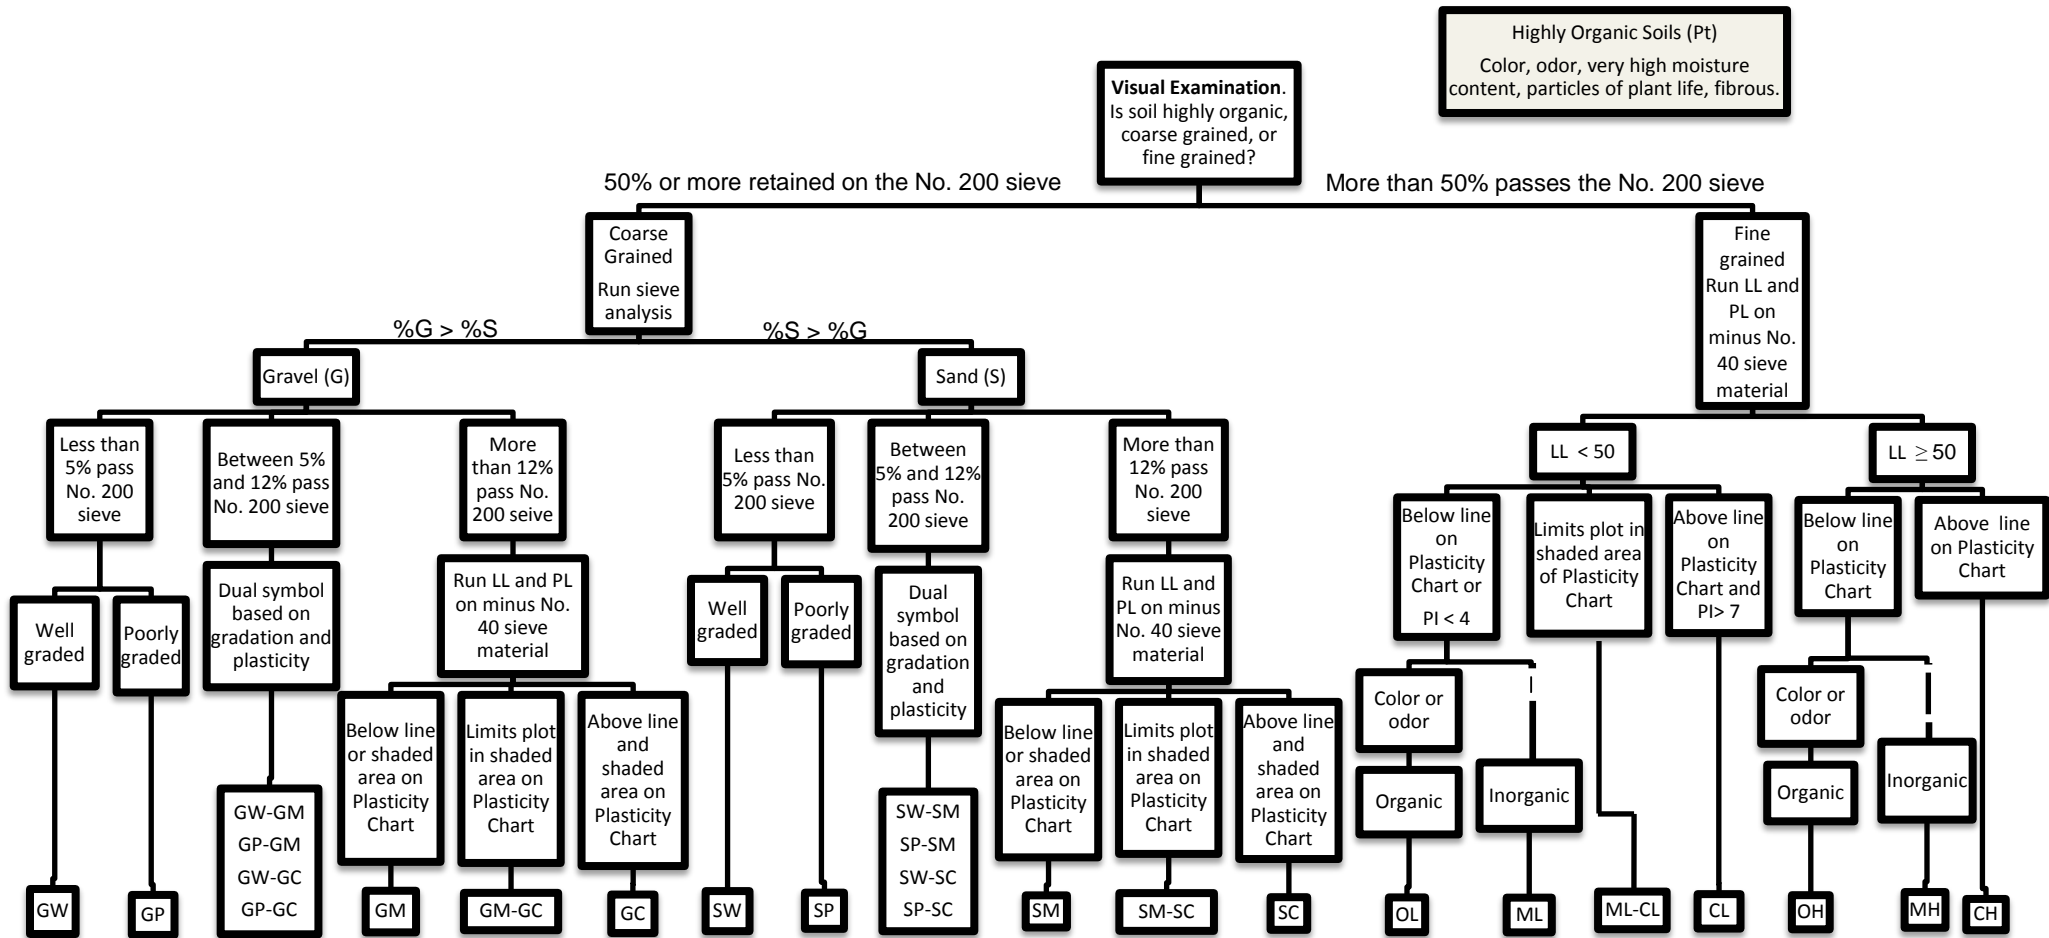 Highly Organic Soils (Pt)
Color, odor, very high moisture
content, particles of plant life, fibrous.
Visual Examination.
Is soil highly organic,
coarse grained, or
fine grained?
50% or more retained on the No. 200 sieve
More than 50% passes the No. 200 sieve
Coarse
Grained
Run sieve
analysis
Fine
grained
Run LL and
PL on
minus No.
40 sieve
material
%G > %S
%S > %G
Gravel (G)
Sand (S)
Less than
5% pass
No. 200
sieve
Between 5%
and 12% pass
No. 200 sieve
More
than 12%
pass No.
200 seive
Less than
5% pass No.
200 sieve
Between
5% and 12%
pass No.
200 sieve
More than
12% pass
No. 200
sieve
LL < 50
LL ≥ 50
Below line
on
Plasticity
Chart or
PI < 4
Limits plot in
shaded area
of Plasticity
Chart
Above line
on
Plasticity
Chart and
PI> 7
Below line
on
Plasticity
Chart
Above line
on Plasticity
Chart
Well
graded
Poorly
graded
Dual symbol
based on
gradation and
plasticity
Run LL and PL
on minus No.
40 sieve
material
Well
graded
Poorly
graded
Dual
symbol
based on
gradation
and
plasticity
Run LL and
PL on minus
No. 40 sieve
material
Below line
or shaded
area on
Plasticity
Chart
Limits plot
in shaded
area on
Plasticity
Chart
Above line
and
shaded
area on
Plasticity
Chart
Below line
or shaded
area on
Plasticity
Chart
Limits plot
in shaded
area on
Plasticity
Chart
Above line
and
shaded
area on
Plasticity
Chart
Color or
odor
Organic
Inorganic
Color or
odor
Organic
Inorganic
GW
GP
GW-GM
GP-GM
GW-GC
GP-GC
GM
GM-GC
GC
SW
SP
SW-SM
SP-SM
SW-SC
SP-SC
SM
SM-SC
SC
OL
ML
ML-CL
CL
OH
MH
CH